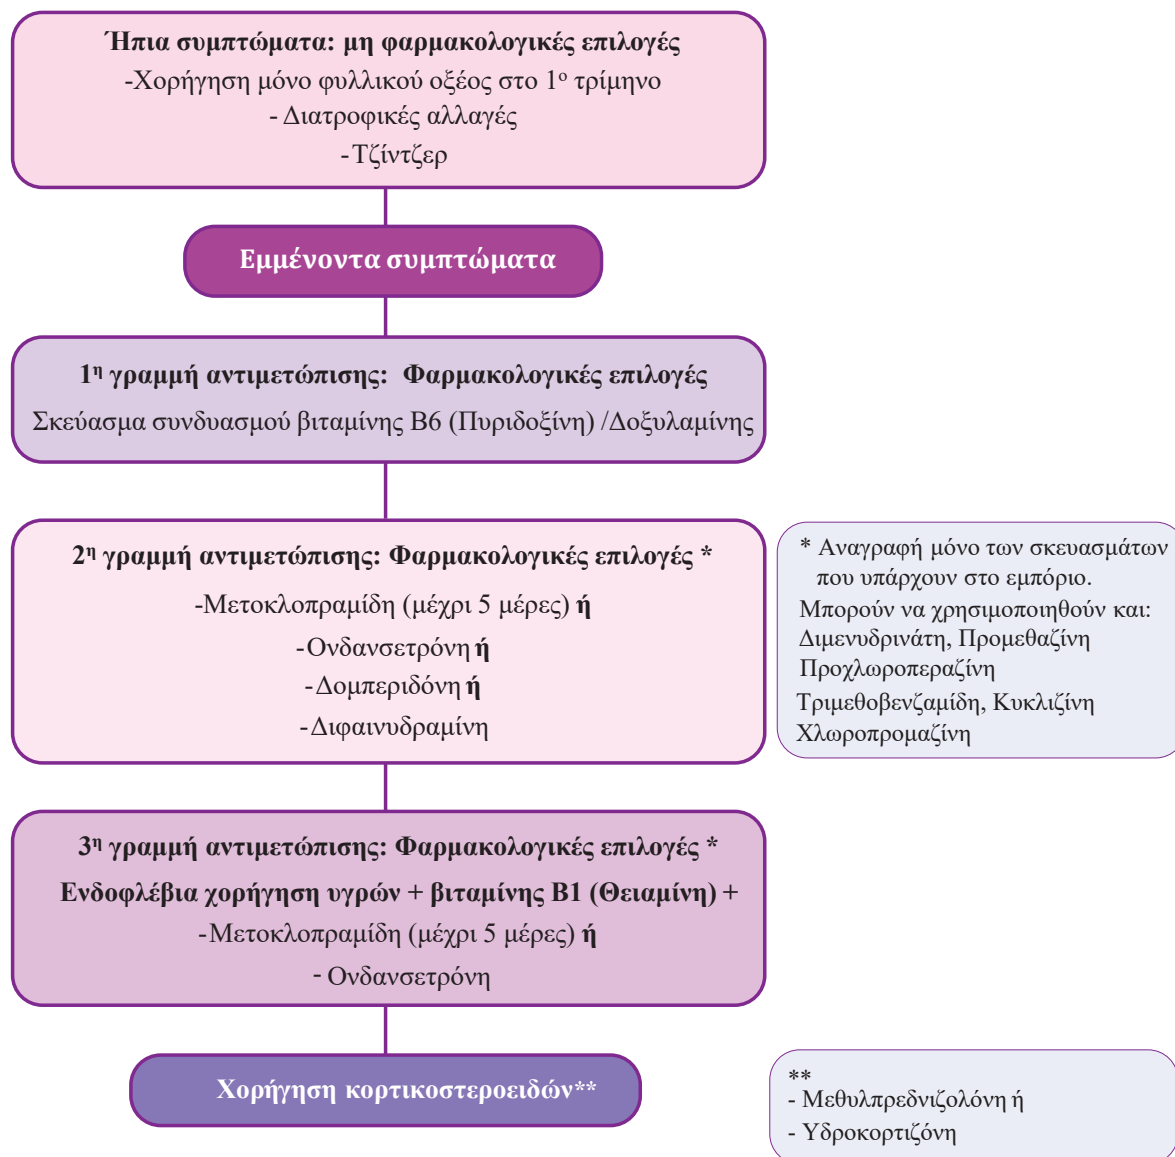 Ήπια συμπτώματα: μη φαρμακολογικές επιλογές
-Χορήγηση μόνο φυλλικού οξέος στο 1ο τρίμηνο
- Διατροφικές αλλαγές
-Τζίντζερ
Εμμένοντα συμπτώματα
1η γραμμή αντιμετώπισης: Φαρμακολογικές επιλογές
Σκεύασμα συνδυασμού βιταμίνης Β6 (Πυριδοξίνη) /Δοξυλαμίνης
2η γραμμή αντιμετώπισης: Φαρμακολογικές επιλογές *
-Μετοκλοπραμίδη (μέχρι 5 μέρες) ή
-Ονδανσετρόνη ή
-Δομπεριδόνη ή
-Διφαινυδραμίνη
* Αναγραφή μόνο των σκευασμάτων
που υπάρχουν στο εμπόριο.
Μπορούν να χρησιμοποιηθούν και:
Διμενυδρινάτη, Προμεθαζίνη
Προχλωροπεραζίνη
Τριμεθοβενζαμίδη, Κυκλιζίνη
Χλωροπρομαζίνη
3η γραμμή αντιμετώπισης: Φαρμακολογικές επιλογές *
Ενδοφλέβια χορήγηση υγρών + βιταμίνης Β1 (Θειαμίνη) +
-Μετοκλοπραμίδη (μέχρι 5 μέρες) ή
- Ονδανσετρόνη
Χορήγηση κορτικοστεροειδών**
**
- Μεθυλπρεδνιζολόνη ή
- Υδροκορτιζόνη